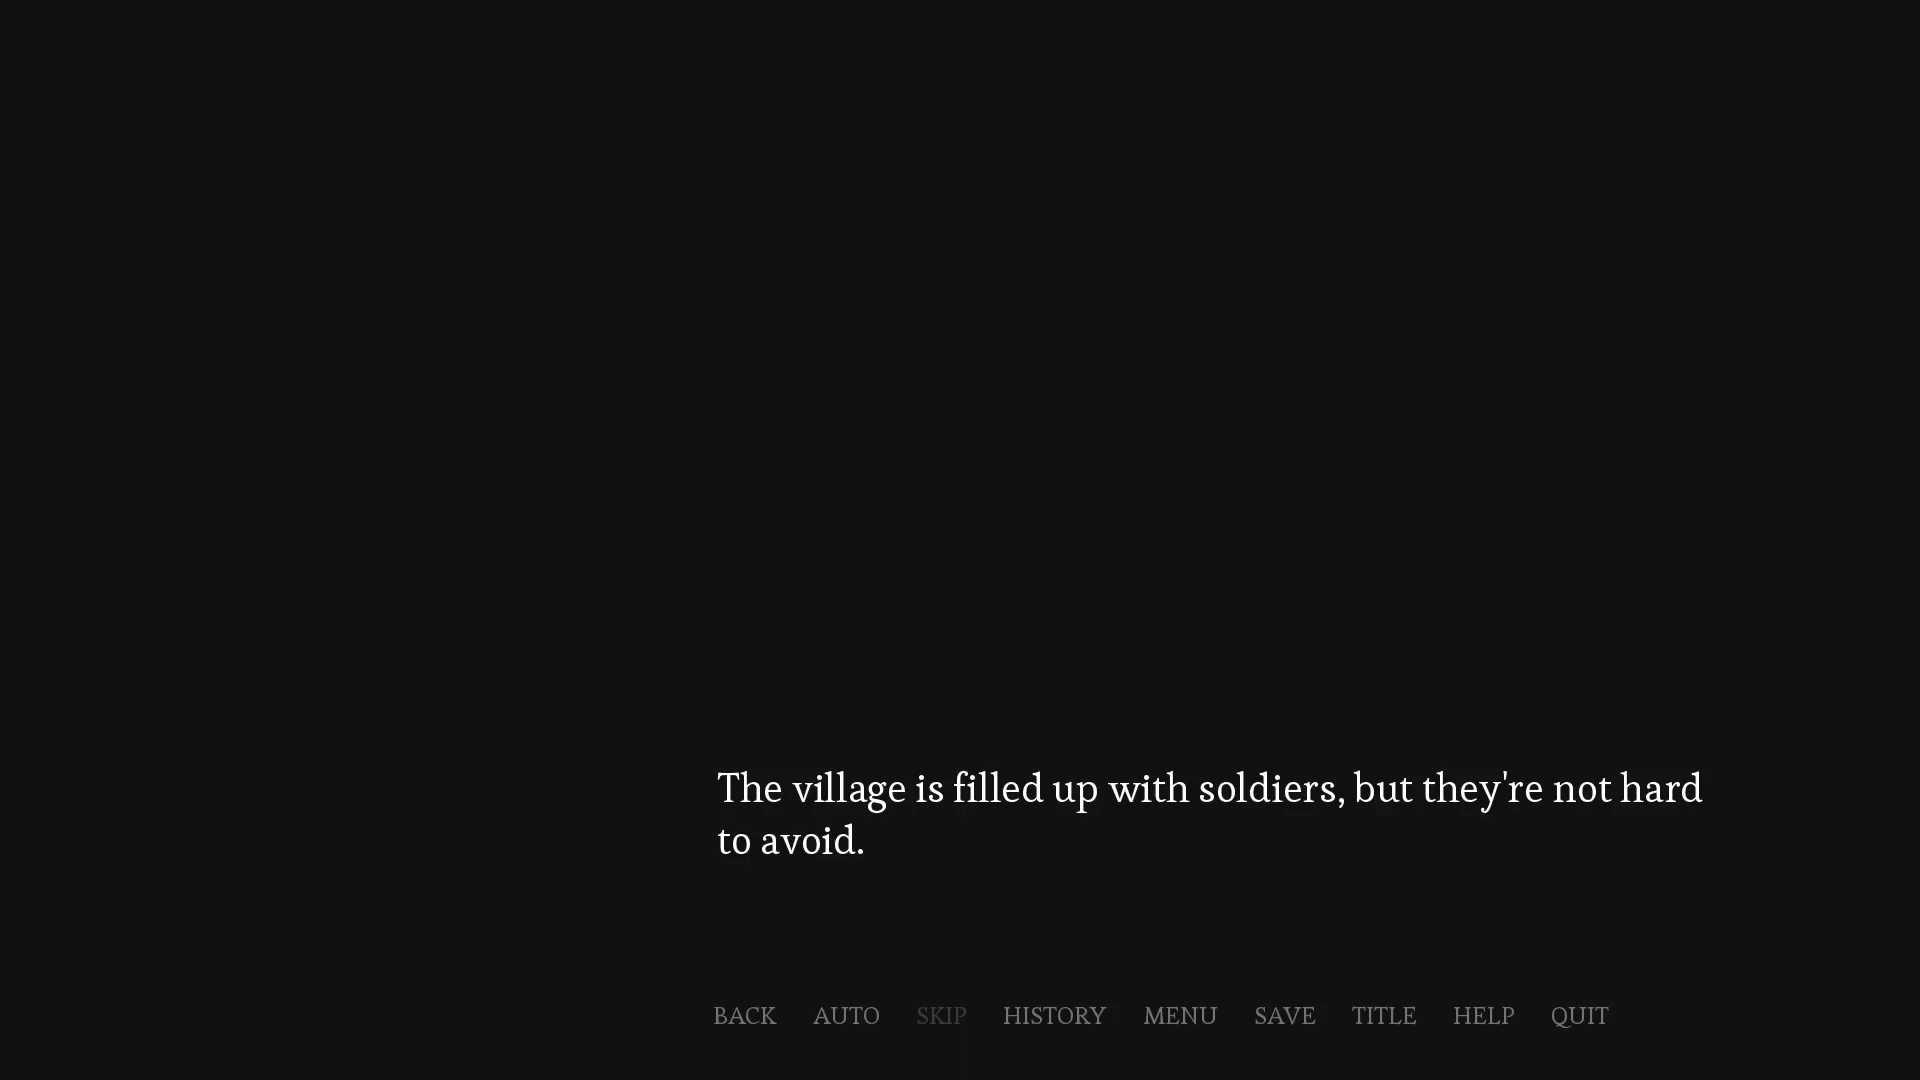 The village is filled up with soldiers, but they're not hard
to avoid.
BACK AUTO SKIP HISTORY MENU SAVE TITLE HELP QUIT